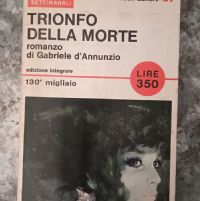 SETTIMANALI
TRIONFO
DELLA MORTE
romanzo
di Gabriele d'Annunzio
edizione integrale
LIRE
350
130° migliaio